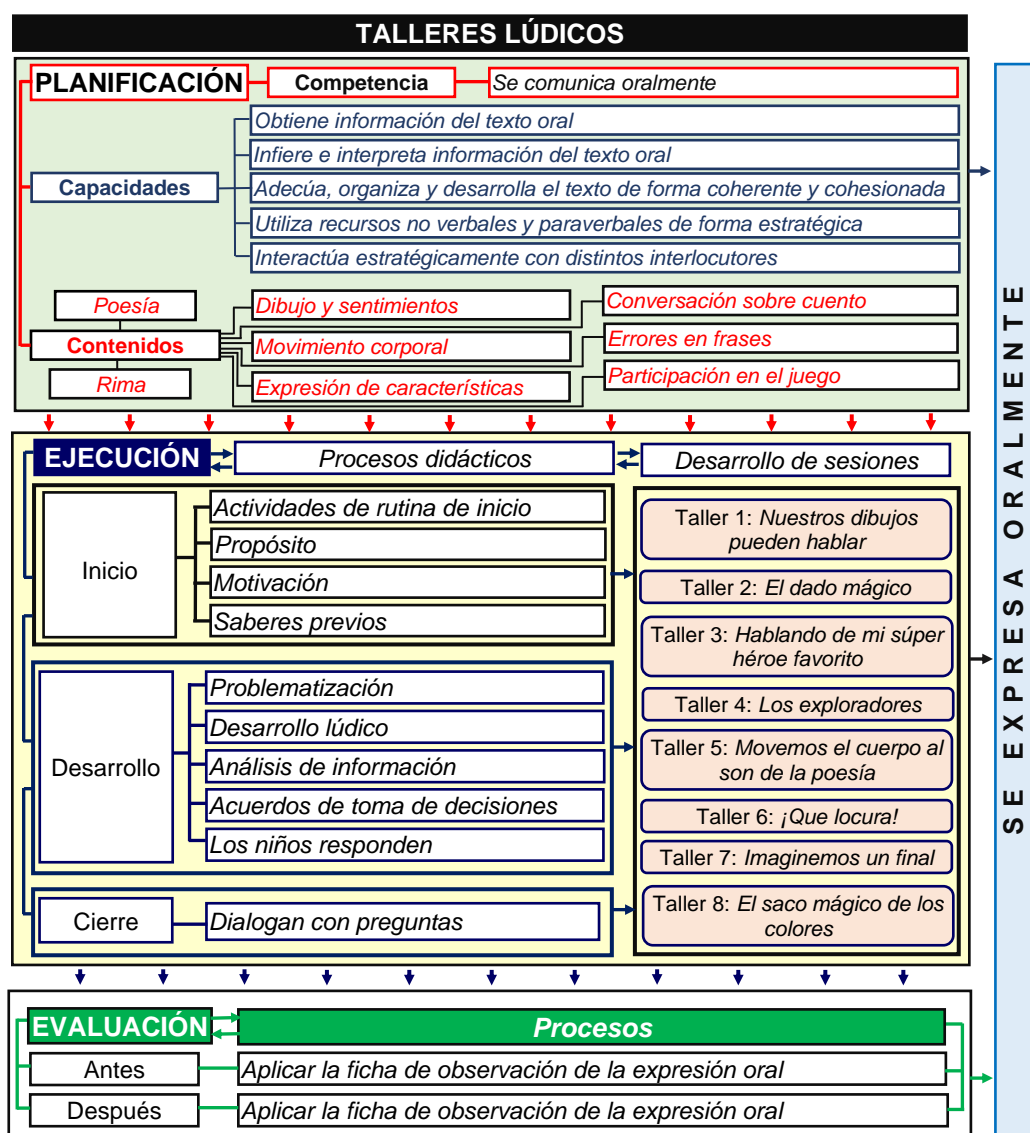 TALLERES LÚDICOS
PLANIFICACIÓN
Competencia
Se comunica oralmente
Capacidades
Obtiene información del texto oral
Infiere e interpreta información del texto oral
Adecúa, organiza y desarrolla el texto de forma coherente y cohesionada
Utiliza recursos no verbales y paraverbales de forma estratégica
Interactúa estratégicamente con distintos interlocutores
Poesía
Contenidos
Rima
Dibujo y sentimientos
Movimiento corporal
Expresión de características
Conversación sobre cuento
Errores en frases
Participación en el juego
EJECUCIÓN
Procesos didácticos
Desarrollo de sesiones
Inicio
Actividades de rutina de inicio
Propósito
Motivación
Saberes previos
Desarrollo
Problematización
Desarrollo lúdico
Análisis de información
Acuerdos de toma de decisiones
Los niños responden
Cierre
Dialogan con preguntas
Taller 1: Nuestros dibujos
pueden hablar
Taller 2: El dado mágico
Taller 3: Hablando de mi súper
héroe favorito
Taller 4: Los exploradores
Taller 5: Movemos el cuerpo al
son de la poesía
Taller 6: ¡Que locura!
Taller 7: Imaginemos un final
Taller 8: El saco mágico de los
colores
EVALUACIÓN
Procesos
Antes
Aplicar la ficha de observación de la expresión oral
Después
Aplicar la ficha de observación de la expresión oral
SE EXPRESA ORALMENTE